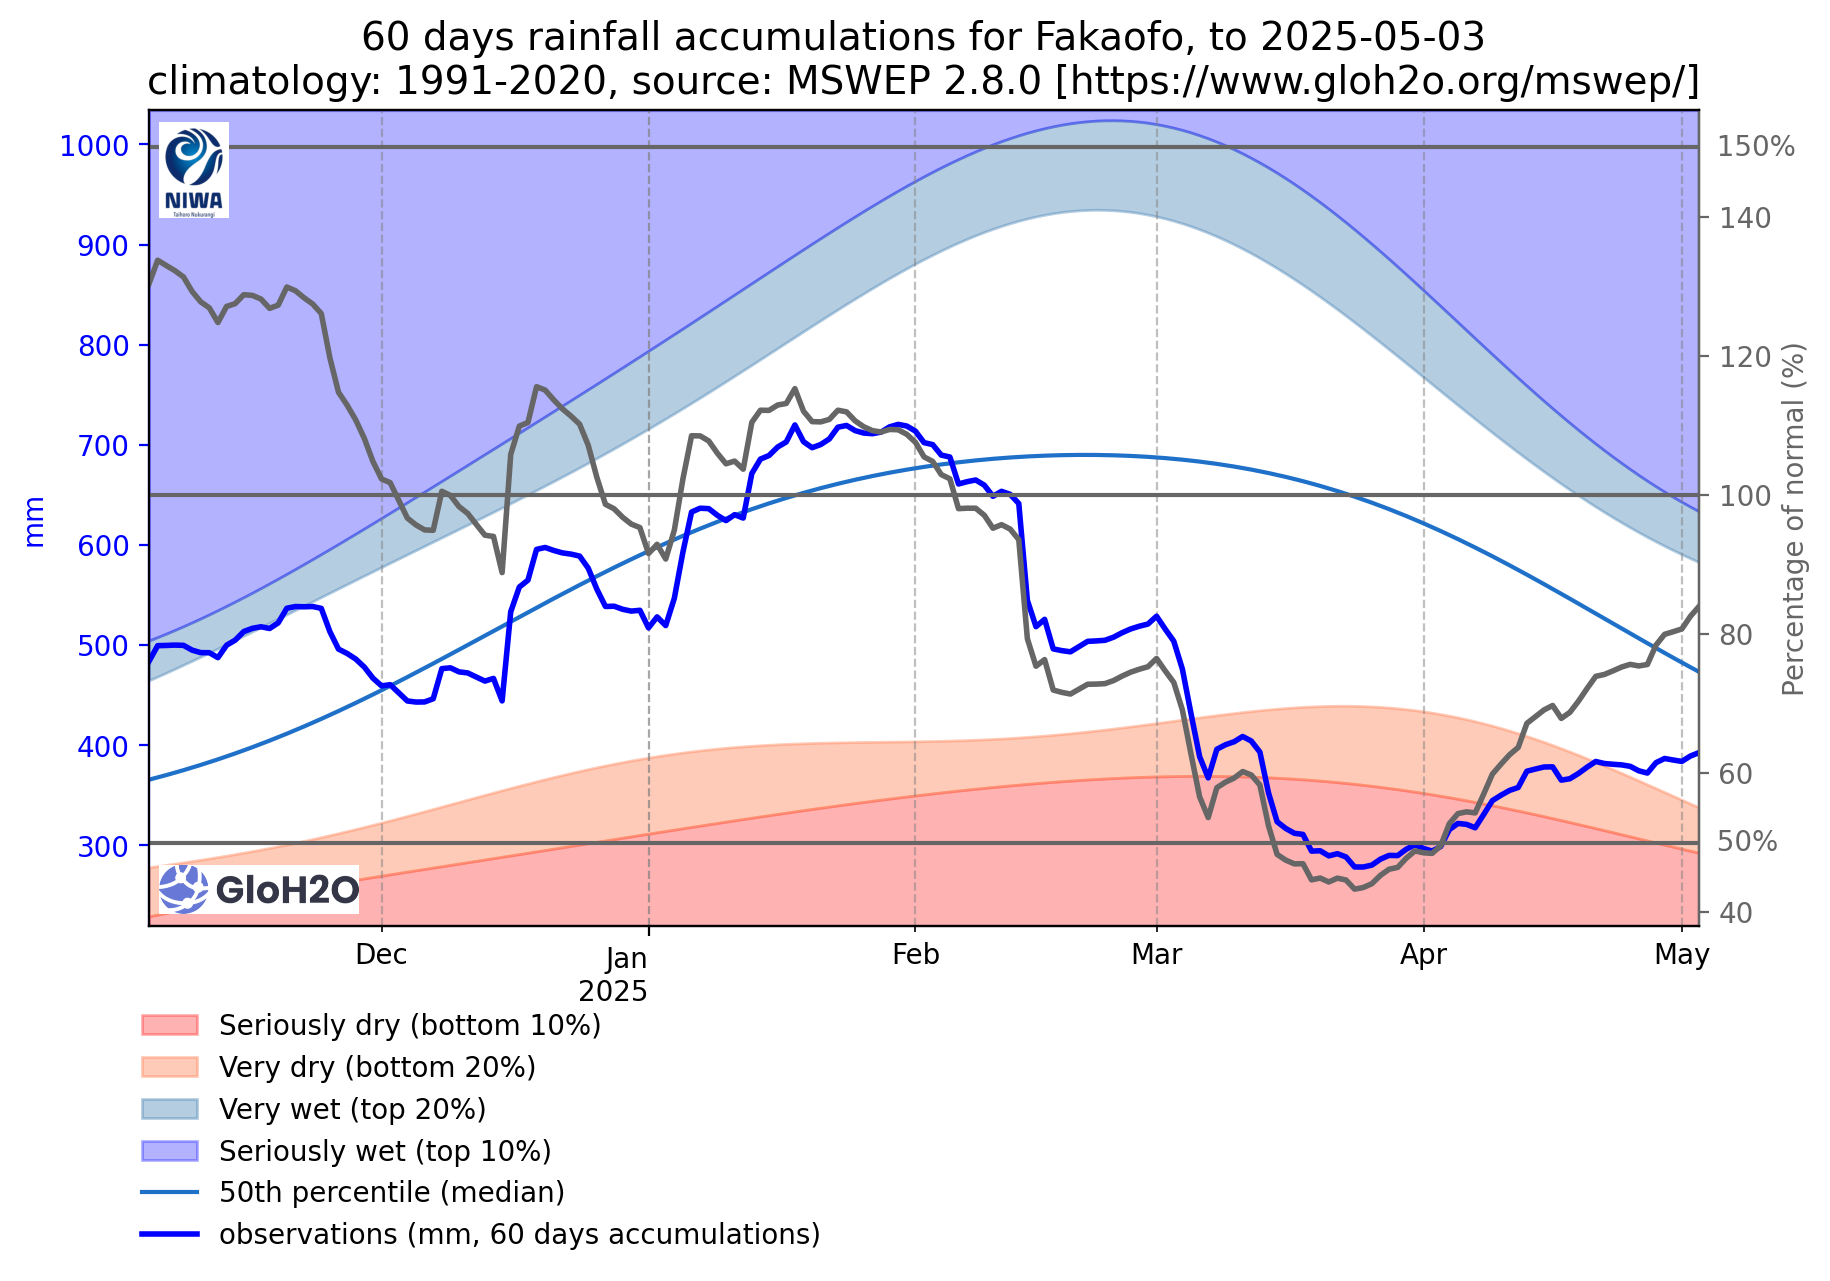 60 days rainfall accumulations for Fakaofo, to 2025-05-03
climatology: 1991-2020, source: MSWEP 2.8.0 [https://www.gloh2o.org/mswep/]
1000
900
800
700
600
500
400
300
mm
NIWA
Taihoro Nukurangi
GloH2O
150%
140
120
100
80
60
50%
40
Percentage of normal (%)
Dec
Jan
2025
Feb
Mar
Apr
May
Seriously dry (bottom 10%)
Very dry (bottom 20%)
Very wet (top 20%)
Seriously wet (top 10%)
50th percentile (median)
observations (mm, 60 days accumulations)